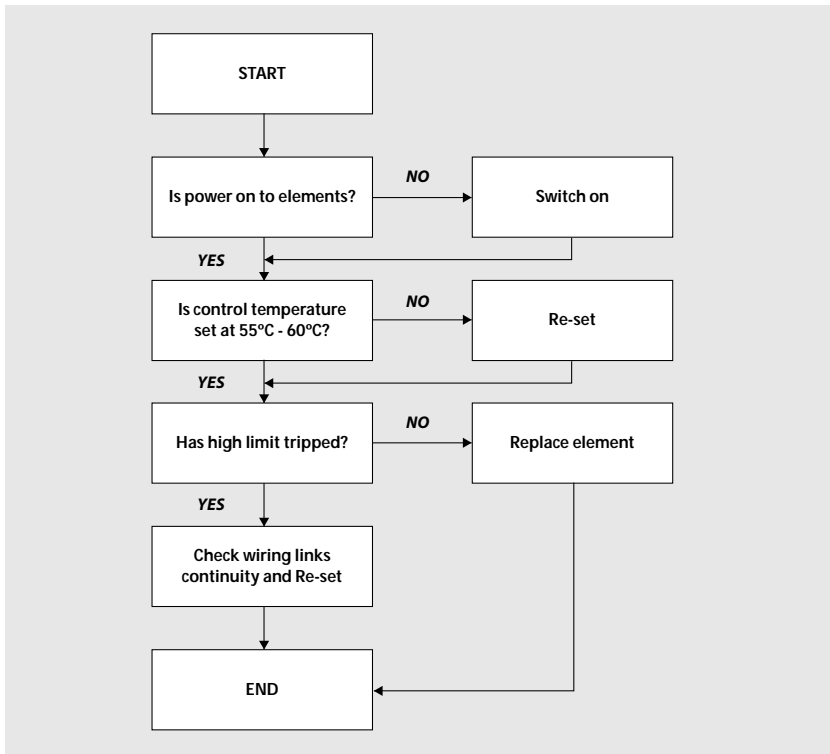 START
Is power on to elements?
NO
Switch on
YES
Is control temperature
set at 55ºC - 60ºC?
NO
Re-set
YES
Has high limit tripped?
NO
Replace element
YES
Check wiring links
continuity and Re-set
END